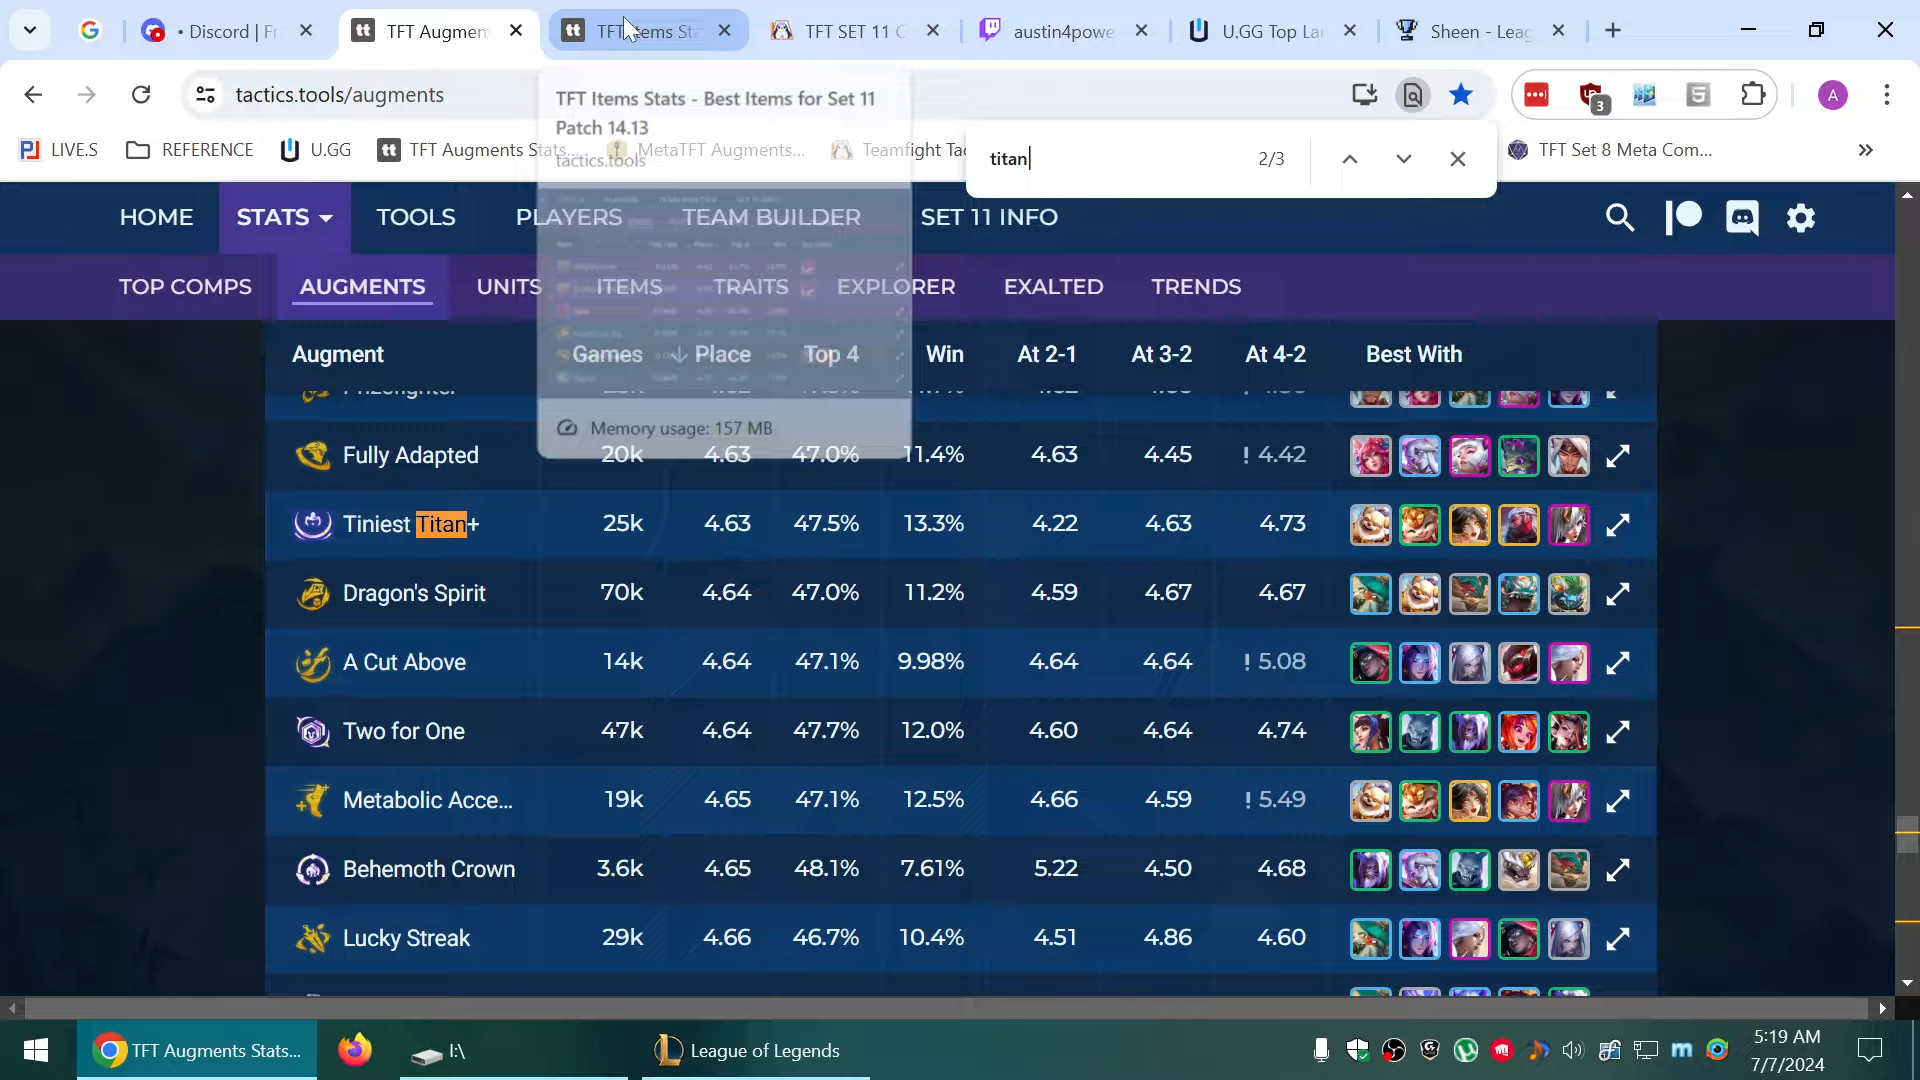 • Discord | Fr
TFT Augmen
TFT Items Sta
TFT SET 11 C
austin4powe
U.GG Top La
Sheen - Leag
tactics.tools/augments
3
A
LIVE.S
REFERENCE
U.GG
TFT Augments Stats...
MetaTFT Augments...
Teamfight Tac
TFT Set 8 Meta Com...
TFT Items Stats - Best Items for Set 11
Patch 14.13
tactics.tools
titan
2/3
HOME
STATS
TOOLS
PLAYERS
TEAM BUILDER
SET 11 INFO
TOP COMPS
AUGMENTS
UNITS
ITEMS
TRAITS
EXPLORER
EXALTED
TRENDS
Augment Games Place Top 4 Win At 2-1 At 3-2 At 4-2 Best With
Fully Adapted 20k 4.63 47.0% 11.4% 4.63 4.45 ! 4.42
Tiniest Titan+ 25k 4.63 47.5% 13.3% 4.22 4.63 4.73
Dragon's Spirit 70k 4.64 47.0% 11.2% 4.59 4.67 4.67
A Cut Above 14k 4.64 47.1% 9.98% 4.64 4.64 ! 5.08
Two for One 47k 4.64 47.7% 12.0% 4.60 4.64 4.74
Metabolic Acce... 19k 4.65 47.1% 12.5% 4.66 4.59 ! 5.49
Behemoth Crown 3.6k 4.65 48.1% 7.61% 5.22 4.50 4.68
Lucky Streak 29k 4.66 46.7% 10.4% 4.51 4.86 4.60
Memory usage: 157 MB
TFT Augments Stats...
I:\
League of Legends
5:19 AM
7/7/2024